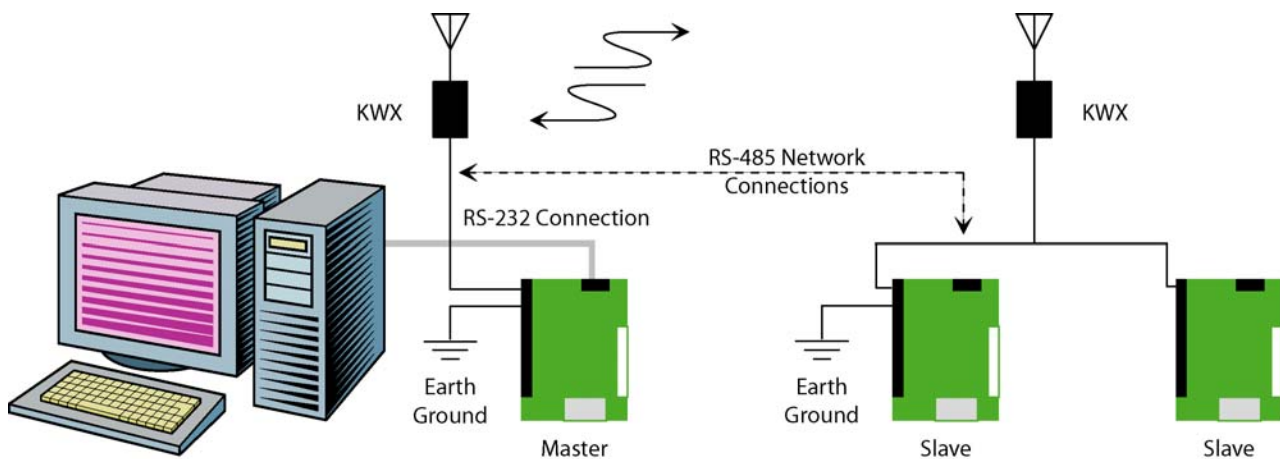 KWX
KWX
RS-485 Network
Connections
RS-232 Connection
Earth
Ground
Master
Earth
Ground
Slave
Slave